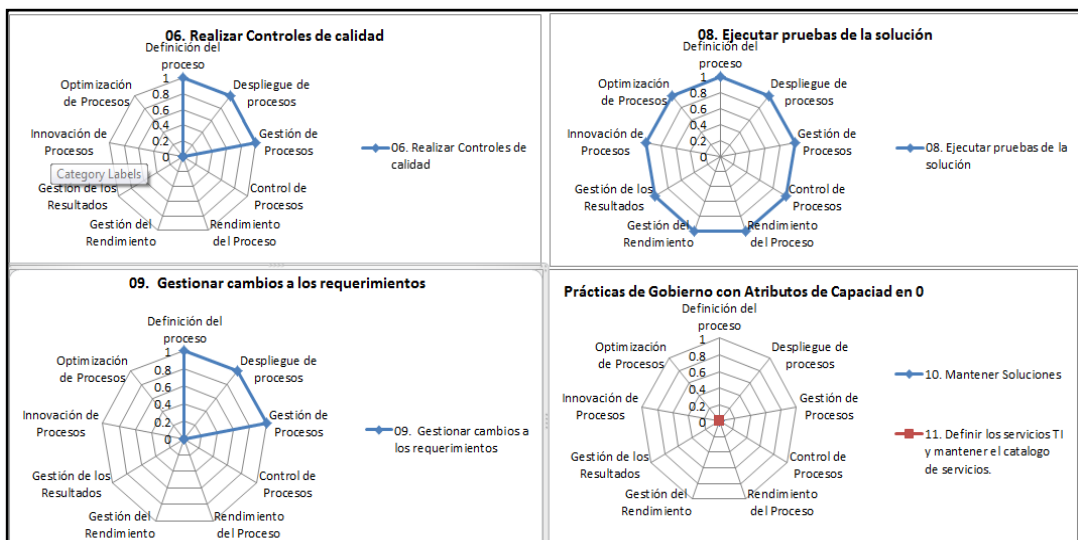 06. Realizar Controles de calidad
Definición del
proceso
Despliegue de
procesos
Gestión de
Procesos
Control de
Procesos
Rendimiento
del Proceso
Gestión del
Rendimiento
Gestión de los
Resultados
Innovación de
Procesos
Optimización
de Procesos
1
0.8
0.6
0.4
0.2
0
Category Labels
06. Realizar Controles de
calidad
08. Ejecutar pruebas de la solución
Definición del
proceso
Despliegue de
procesos
Gestión de
Procesos
Control de
Procesos
Rendimiento
del Proceso
Gestión del
Rendimiento
Gestión de los
Resultados
Innovación de
Procesos
Optimización
de Procesos
1
0.8
0.6
0.4
0.2
0
08. Ejecutar pruebas de la
solución
09. Gestionar cambios a los requerimientos
Definición del
proceso
Despliegue de
procesos
Gestión de
Procesos
Control de
Procesos
Rendimiento
del Proceso
Gestión del
Rendimiento
Gestión de los
Resultados
Innovación de
Procesos
Optimización
de Procesos
1
0.8
0.6
0.4
0.2
0
09. Gestionar cambios a
los requerimientos
Prácticas de Gobierno con Atributos de Capaciad en 0
Definición del
proceso
Despliegue de
procesos
Gestión de
Procesos
Control de
Procesos
Rendimiento
del Proceso
Gestión del
Rendimiento
Gestión de los
Resultados
Innovación de
Procesos
Optimización
de Procesos
1
0.8
0.6
0.4
0.2
0
10. Mantener Soluciones
11. Definir los servicios TI
y mantener el catalogo
de servicios.